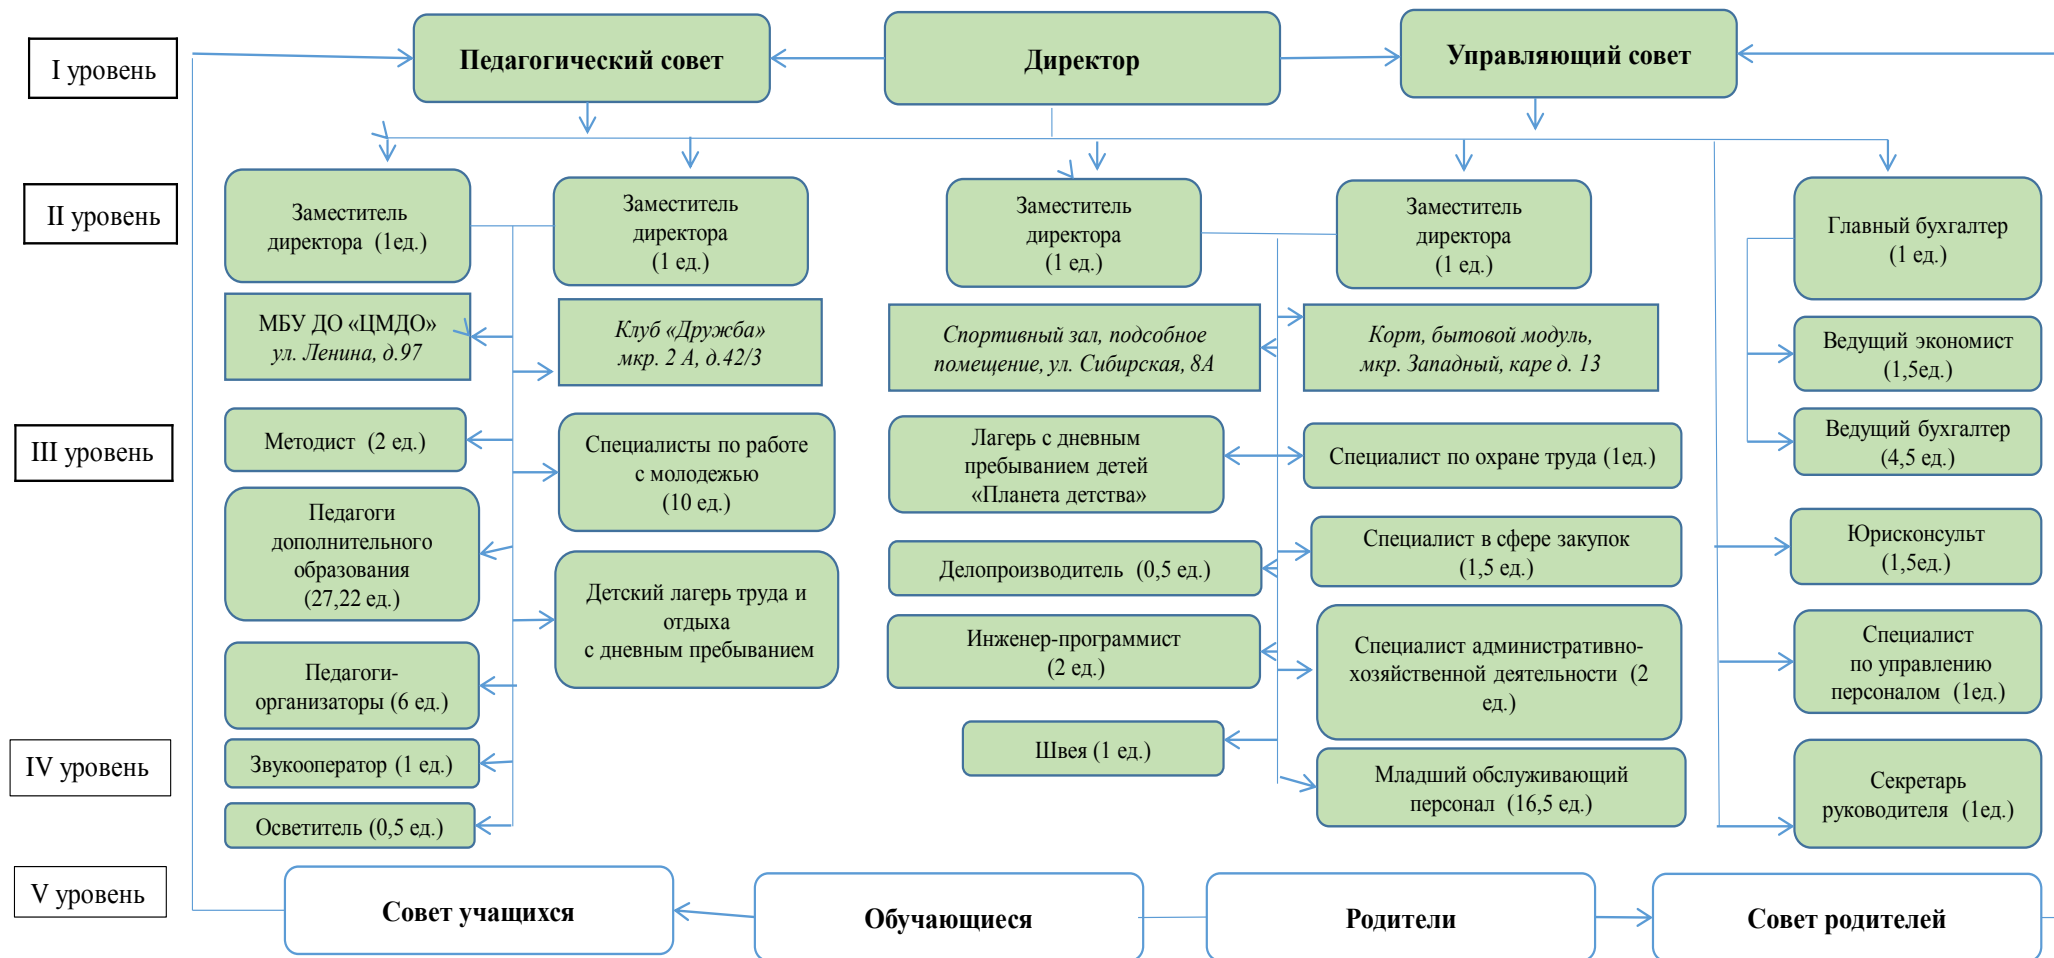 I уровень
Педагогический совет
Директор
Управляющий совет
II уровень
Заместитель
директора (1ед.)
Заместитель
директора
(1 ед.)
Заместитель
директора
(1 ед.)
Заместитель
директора
(1 ед.)
Главный бухгалтер
(1 ед.)
МБУ ДО «ЦМДО»
ул. Ленина, д.97
Клуб «Дружба»
мкр. 2 А, д.42/3
Спортивный зал, подсобное
помещение, ул. Сибирская, 8А
Корт, бытовой модуль,
мкр. Западный, каре д. 13
Ведущий экономист
(1,5ед.)
III уровень
Методист (2 ед.)
Специалисты по работе
с молодежью
(10 ед.)
Лагерь с дневным
пребыванием детей
«Планета детства»
Специалист по охране труда (1ед.)
Ведущий бухгалтер
(4,5 ед.)
Педагоги
дополнительного
образования
(27,22 ед.)
Детский лагерь труда и
отдыха
с дневным пребыванием
Делопроизводитель (0,5 ед.)
Специалист в сфере закупок
(1,5 ед.)
Юрисконсульт
(1,5ед.)
Педагоги-
организаторы (6 ед.)
Инженер-программист
(2 ед.)
Специалист административно-
хозяйственной деятельности (2
ед.)
Специалист
по управлению
персоналом (1ед.)
IV уровень
Звукооператор (1 ед.)
Швея (1 ед.)
Младший обслуживающий
персонал (16,5 ед.)
Секретарь
руководителя (1ед.)
Осветитель (0,5 ед.)
V уровень
Совет учащихся
Обучающиеся
Родители
Совет родителей